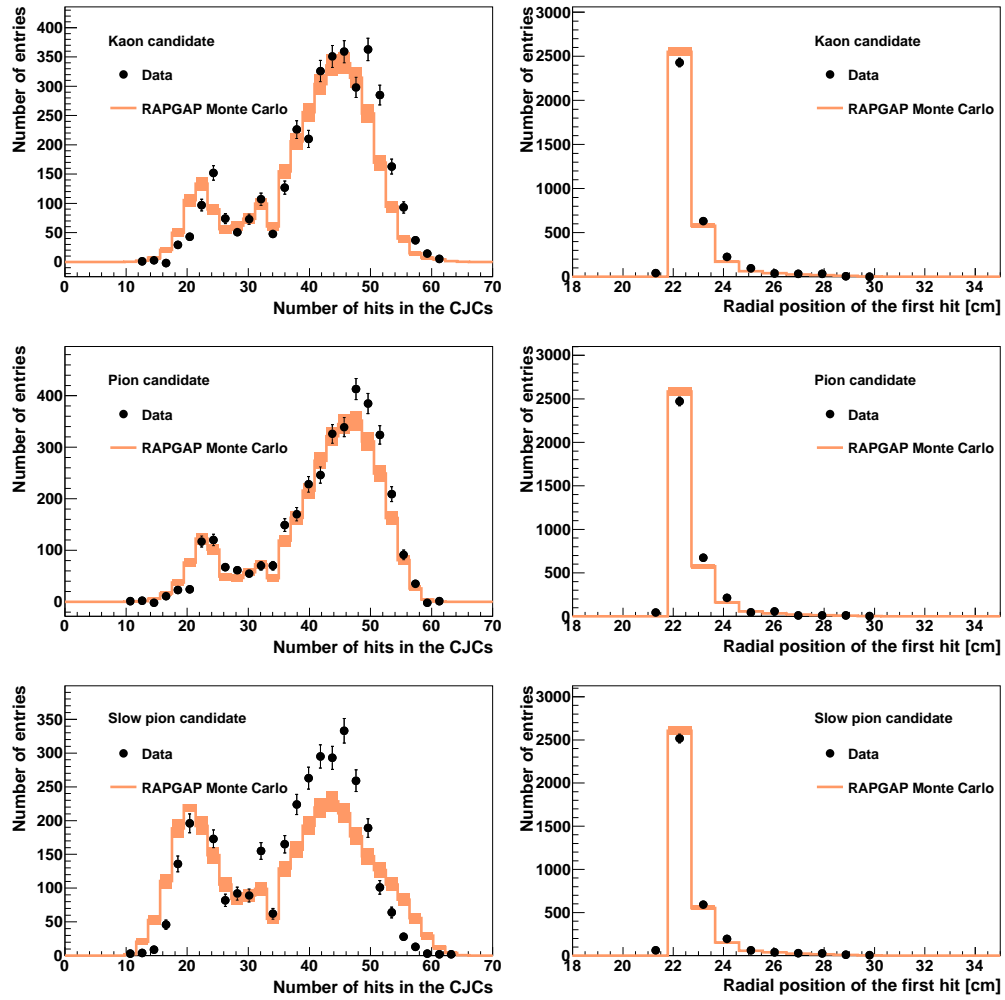 Number of entries
400
350
300
250
200
150
100
50
0
Kaon candidate
Data
RAPGAP Monte Carlo
0 10 20 30 40 50 60 70
Number of hits in the CJCs
Number of entries
3000
2500
2000
1500
1000
500
0
Kaon candidate
Data
RAPGAP Monte Carlo
18 20 22 24 26 28 30 32 34
Radial position of the first hit [cm]
Number of entries
400
300
200
100
0
Pion candidate
Data
RAPGAP Monte Carlo
0 10 20 30 40 50 60 70
Number of hits in the CJCs
Number of entries
3000
2500
2000
1500
1000
500
0
Pion candidate
Data
RAPGAP Monte Carlo
18 20 22 24 26 28 30 32 34
Radial position of the first hit [cm]
Number of entries
350
300
250
200
150
100
50
0
Slow pion candidate
Data
RAPGAP Monte Carlo
0 10 20 30 40 50 60 70
Number of hits in the CJCs
Number of entries
3000
2500
2000
1500
1000
500
0
Slow pion candidate
Data
RAPGAP Monte Carlo
18 20 22 24 26 28 30 32 34
Radial position of the first hit [cm]